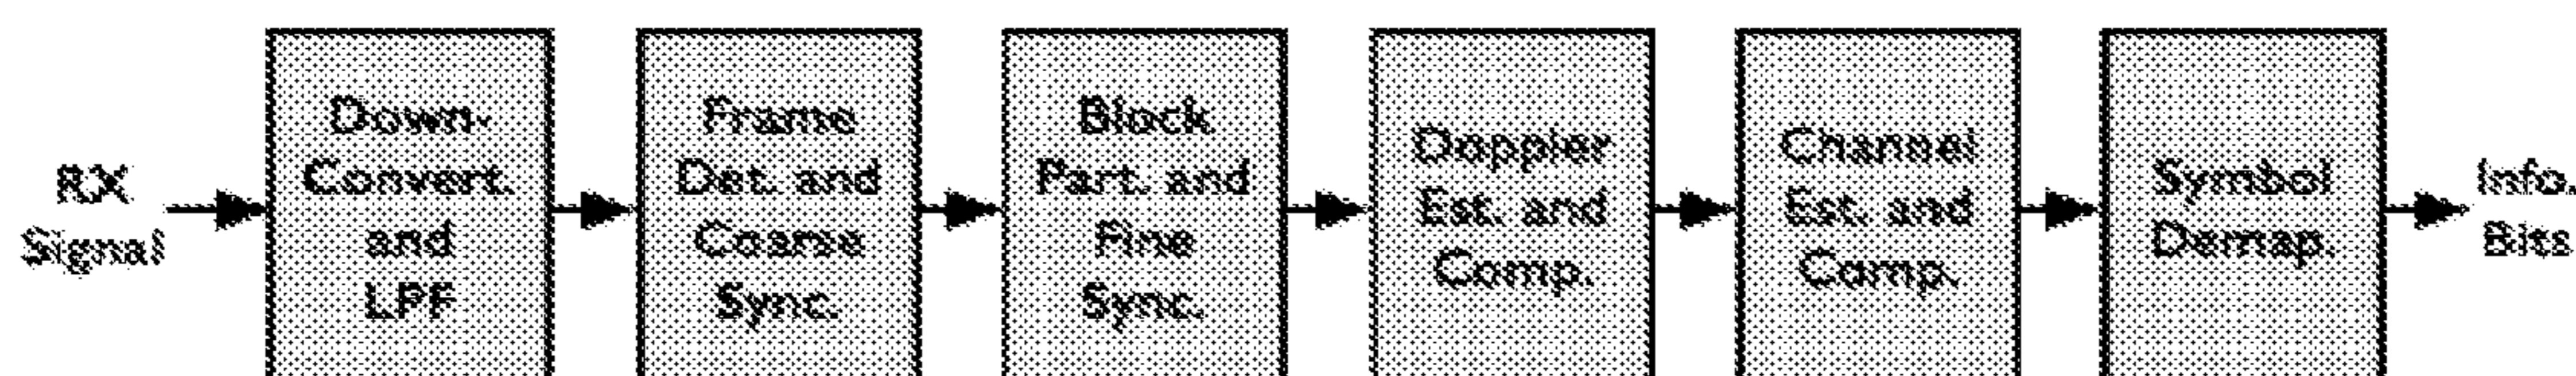 RX
Signal
Down-
Convert.
and
LPF
Frame
Det. and
Coarse
Sync.
Block
Part. and
Fine
Sync.
Doppler
Est. and
Comp.
Channel
Est. and
Comp.
Symbol
Demap.
Info.
Bits